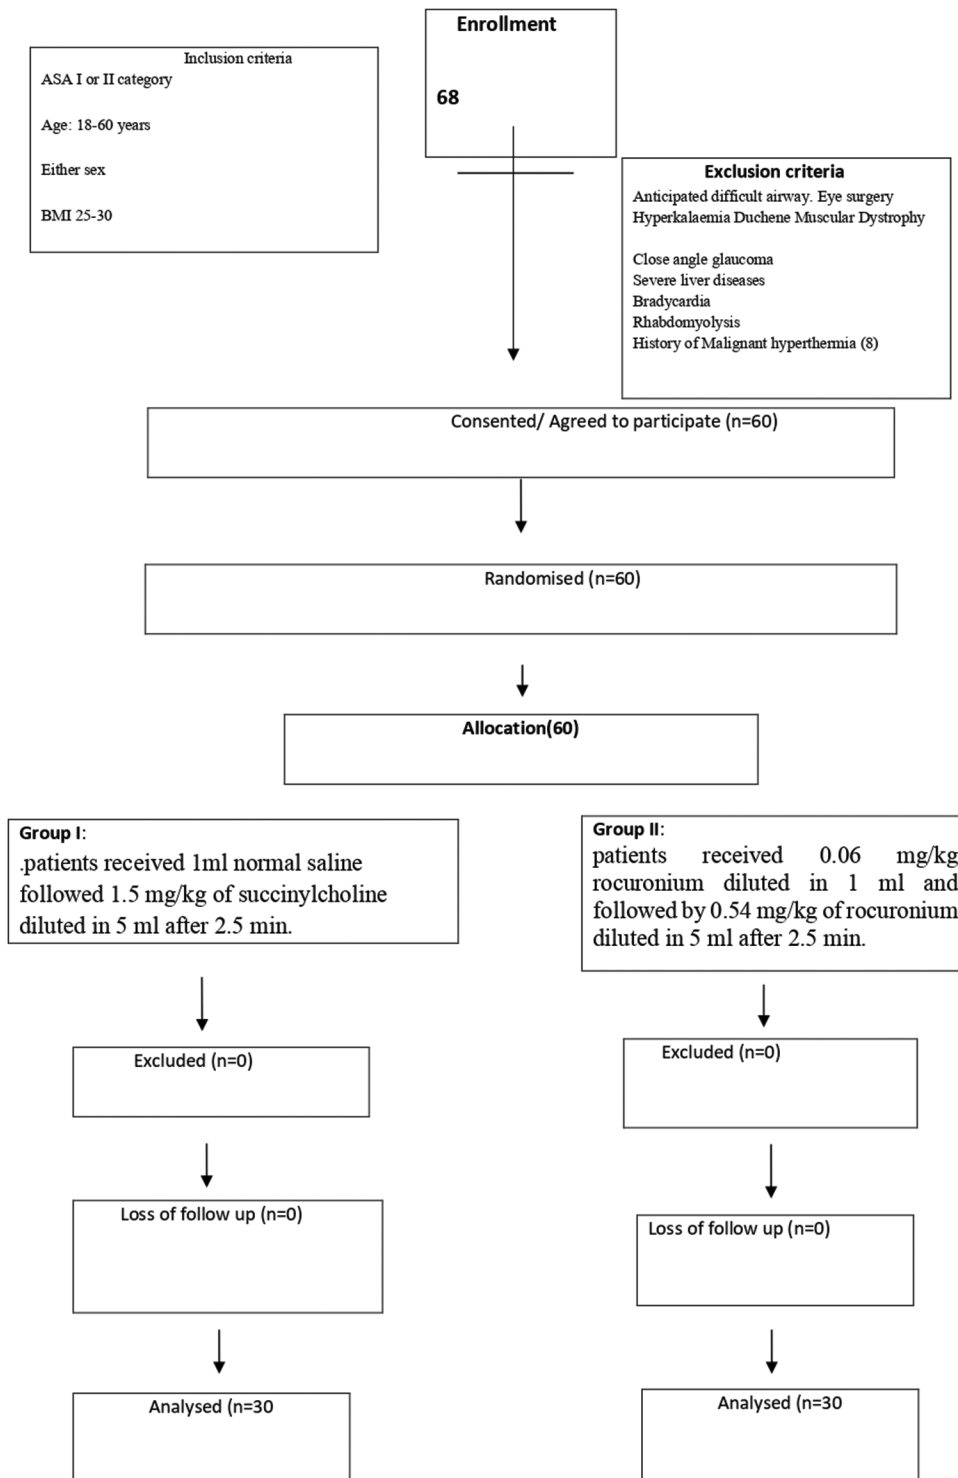 Enrollment
68
Inclusion criteria
ASA I or II category
Age: 18-60 years
Either sex
BMI 25-30
Exclusion criteria
Anticipated difficult airway. Eye surgery
Hyperkalaemia Duchene Muscular Dystrophy
Close angle glaucoma
Severe liver diseases
Bradycardia
Rhabdomyolysis
History of Malignant hyperthermia (8)
Consented/ Agreed to participate (n=60)
Randomised (n=60)
Allocation(60)
Group I:
.patients received 1ml normal saline
followed 1.5 mg/kg of succinylcholine
diluted in 5 ml after 2.5 min.
Group II:
patients received 0.06 mg/kg
rocuronium diluted in 1 ml and
followed by 0.54 mg/kg of rocuronium
diluted in 5 ml after 2.5 min.
Excluded (n=0)
Excluded (n=0)
Loss of follow up (n=0)
Loss of follow up (n=0)
Analysed (n=30
Analysed (n=30